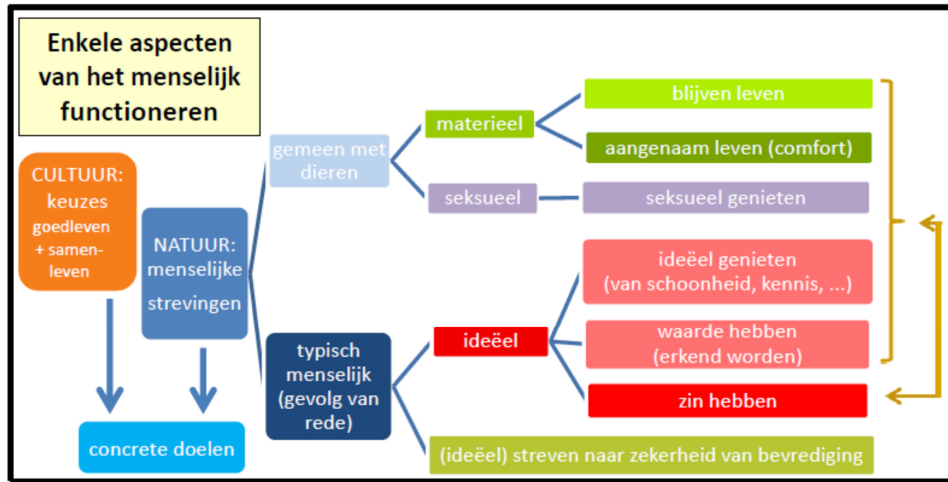 Enkele aspecten
van het menselijk
functioneren
CULTUUR:
keuzes
goedleven
+ samen-
leven
NATUUR:
menselijke
strevingen
concrete doelen
gemeen met
dieren
typisch
menselijk
(gevolg van
rede)
materieel
seksueel
ideëel
blijven leven
aangenaam leven (comfort)
seksueel genieten
ideëel genieten
(van schoonheid, kennis, ...)
waarde hebben
(erkend worden)
zin hebben
(ideëel) streven naar zekerheid van bevrediging